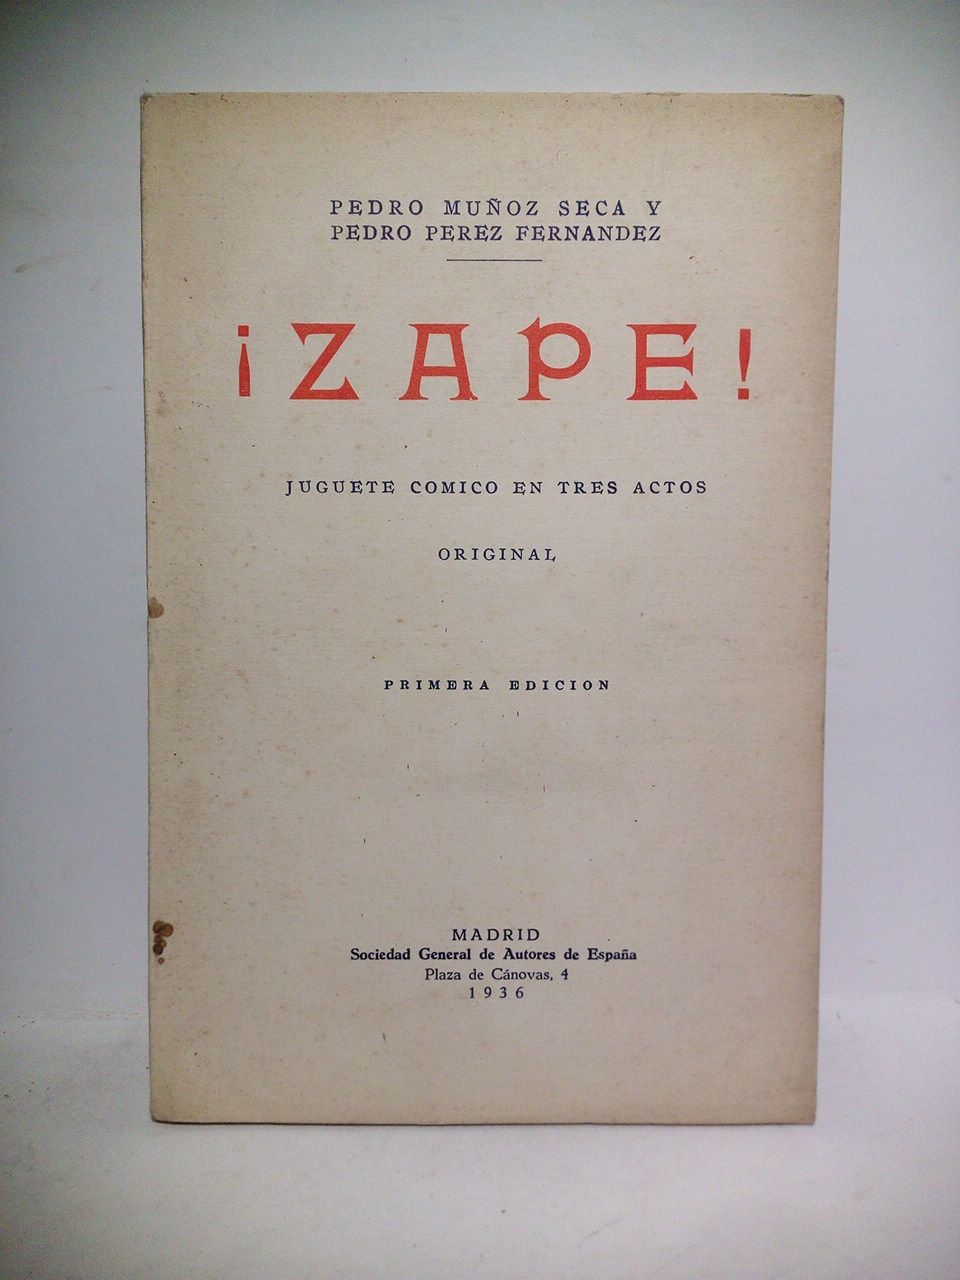 PEDRO MUÑOZ SECA Y
PEDRO PEREZ FERNANDEZ
¡ZAPE!
JUGUETE COMICO EN TRES ACTOS
ORIGINAL
PRIMERA EDICION
MADRID
Sociedad General de Autores de España
Plaza de Cánovas, 4
1936